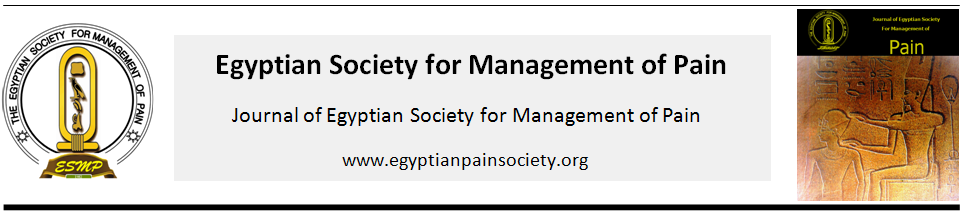 THE EGYPTIAN SOCIETY FOR MANAGEMENT OF PAIN
ESMP
Egyptian Society for Management of Pain
Journal of Egyptian Society for Management of Pain
www.egyptianpainsociety.org
Journal of Egyptian Society
For Management of
Pain